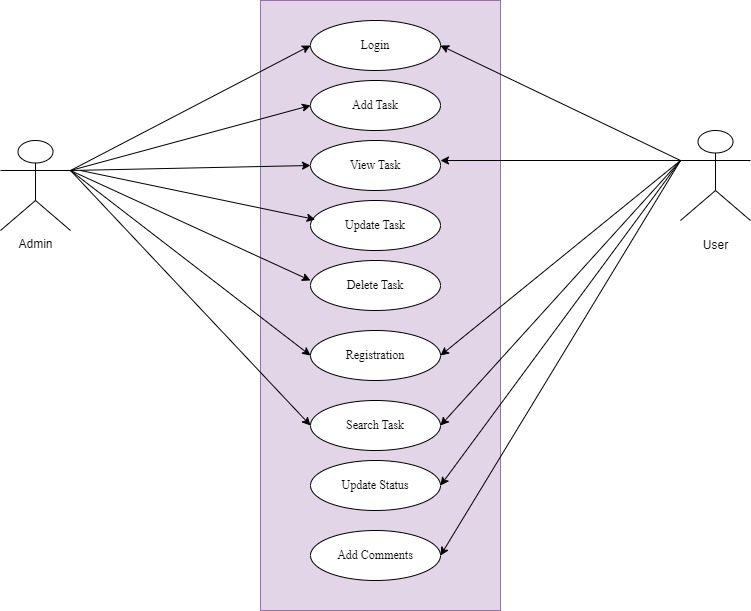 Login
Add Task
View Task
Update Task
Admin
User
Delete Task
Registration
Search Task
Update Status
Add Comments